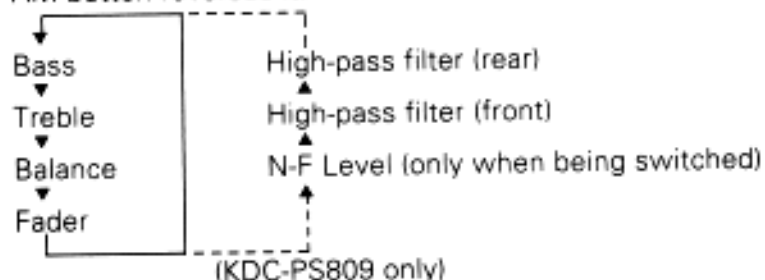 Bass
Treble
Balance
Fader
High-pass filter (rear)
High-pass filter (front)
N-F Level (only when being switched)
(KDC-PS809 only)